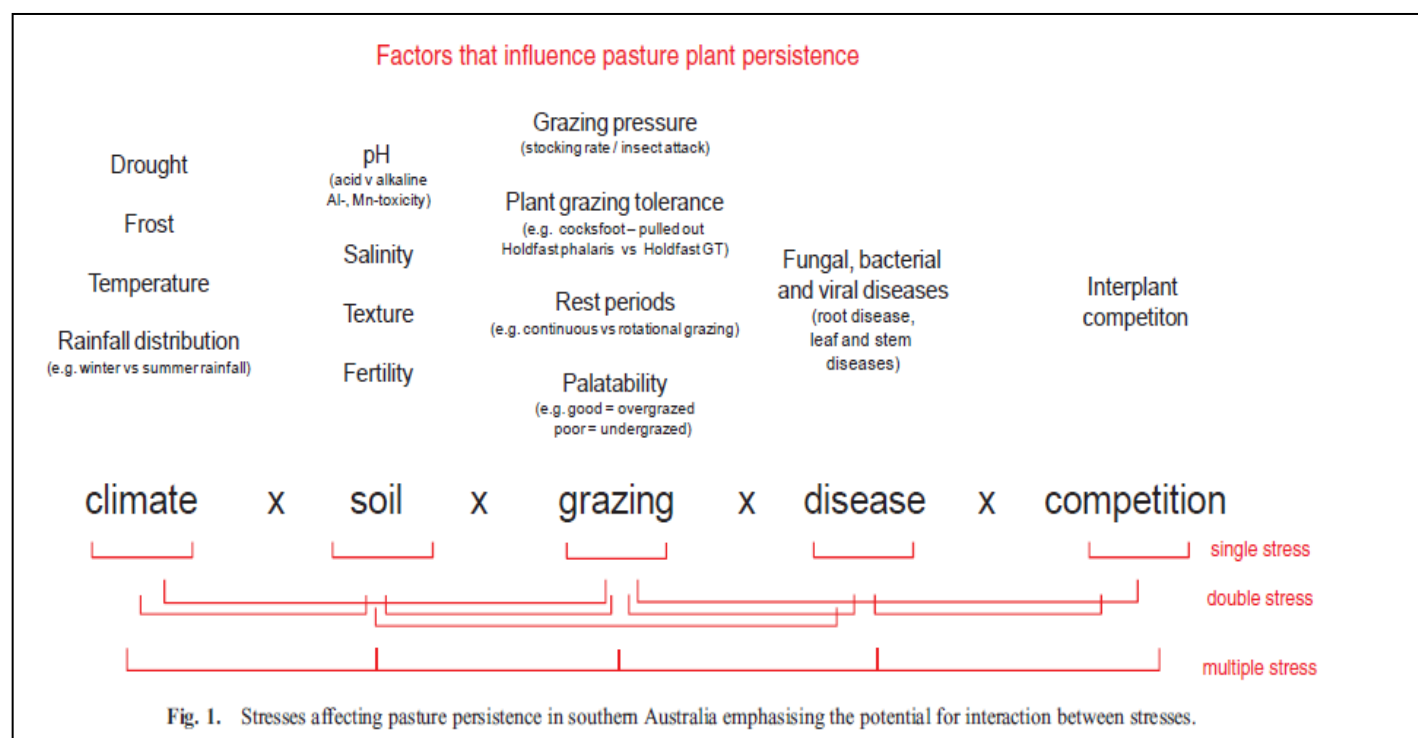 Factors that influence pasture plant persistence
Drought
Frost
Temperature
Rainfall distribution
(e.g. winter vs summer rainfall)
pH
(acid v alkaline
Al-, Mn-toxicity)
Salinity
Texture
Fertility
Grazing pressure
(stocking rate / insect attack)
Plant grazing tolerance
(e.g. cocksfoot – pulled out
Holdfast phalaris vs Holdfast GT)
Rest periods
(e.g. continuous vs rotational grazing)
Palatability
(e.g. good = overgrazed
poor = undergrazed)
Fungal, bacterial
and viral diseases
(root disease,
leaf and stem
diseases)
Interplant
competiton
climate x soil x grazing x disease x competition
single stress
double stress
multiple stress
Fig. 1. Stresses affecting pasture persistence in southern Australia emphasising the potential for interaction between stresses.